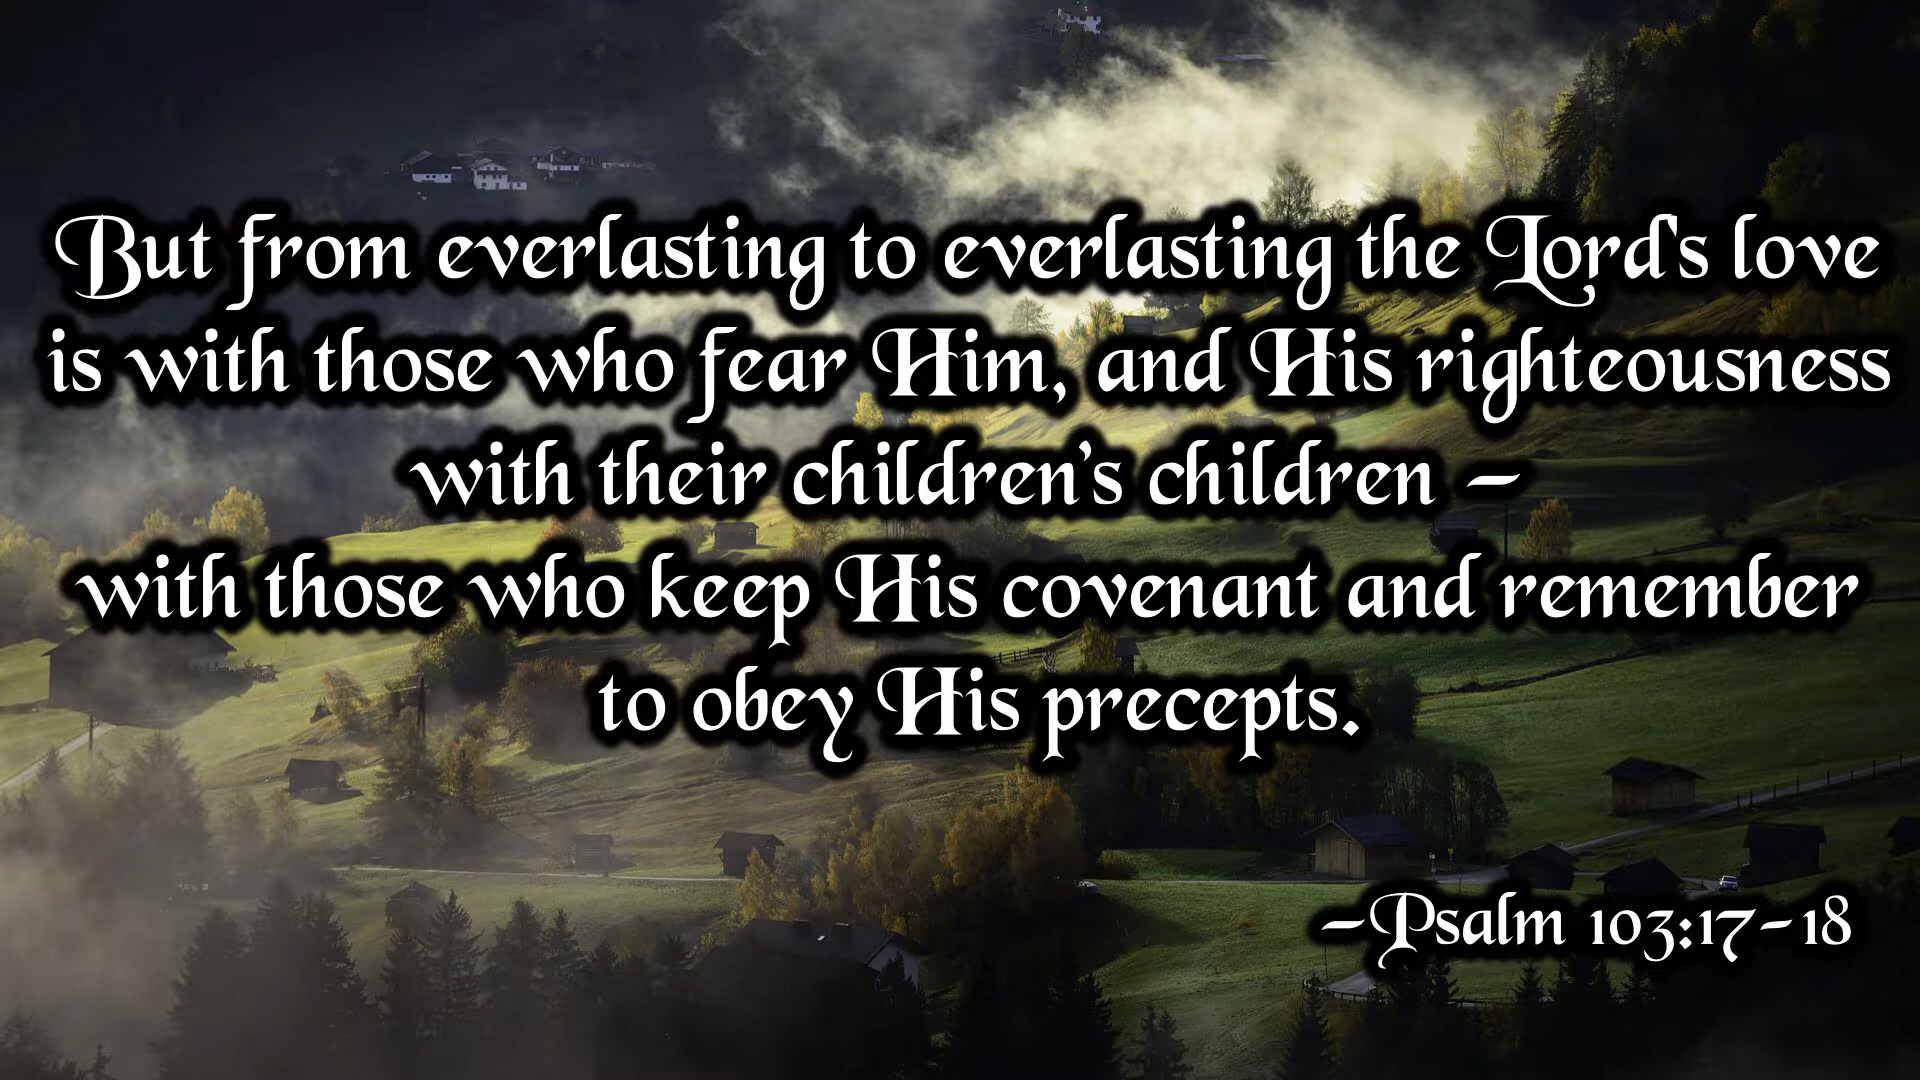 But from everlasting to everlasting the Lord's love
is with those who fear Him, and His righteousness
with their children’s children –
with those who keep His covenant and remember
to obey His precepts.
–Psalm 103:17–18